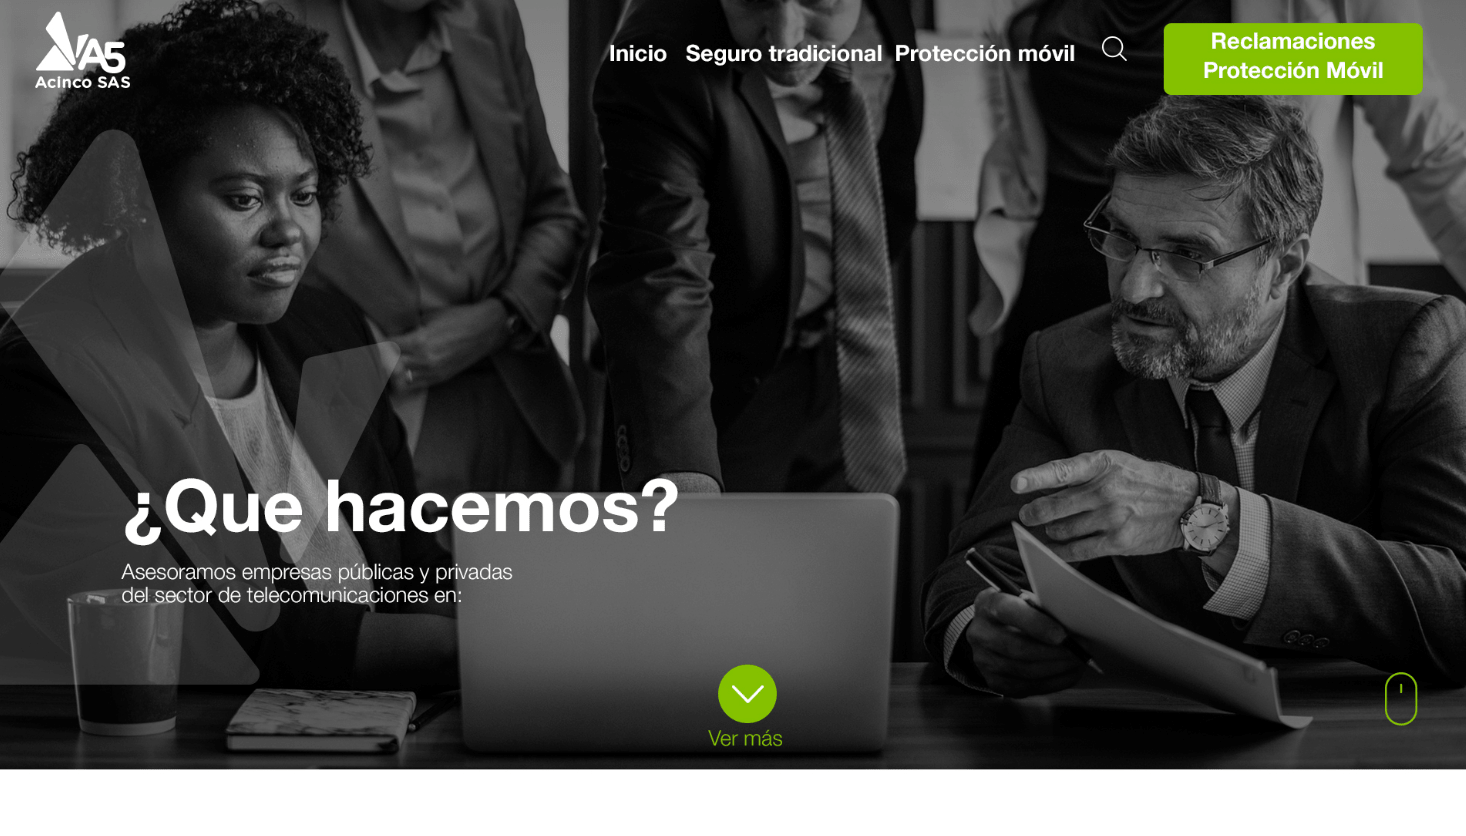 A5
Acinco SAS
Inicio
Seguro tradicional
Protección móvil
Reclamaciones
Protección Móvil
¿Que hacemos?
Asesoramos empresas públicas y privadas
del sector de telecomunicaciones en:
Ver más